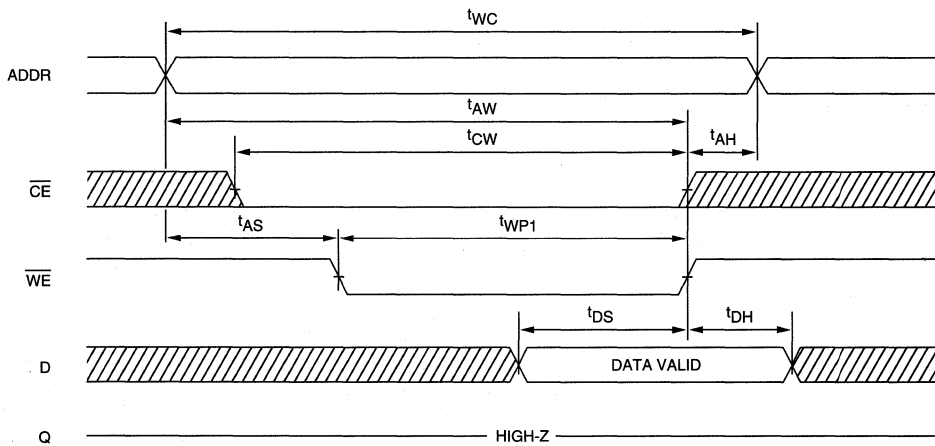 tWC
ADDR
tAW
tCW
tAH
CE
tAS
tWP1
WE
tDS
tDH
D
DATA VALID
Q
HIGH-Z